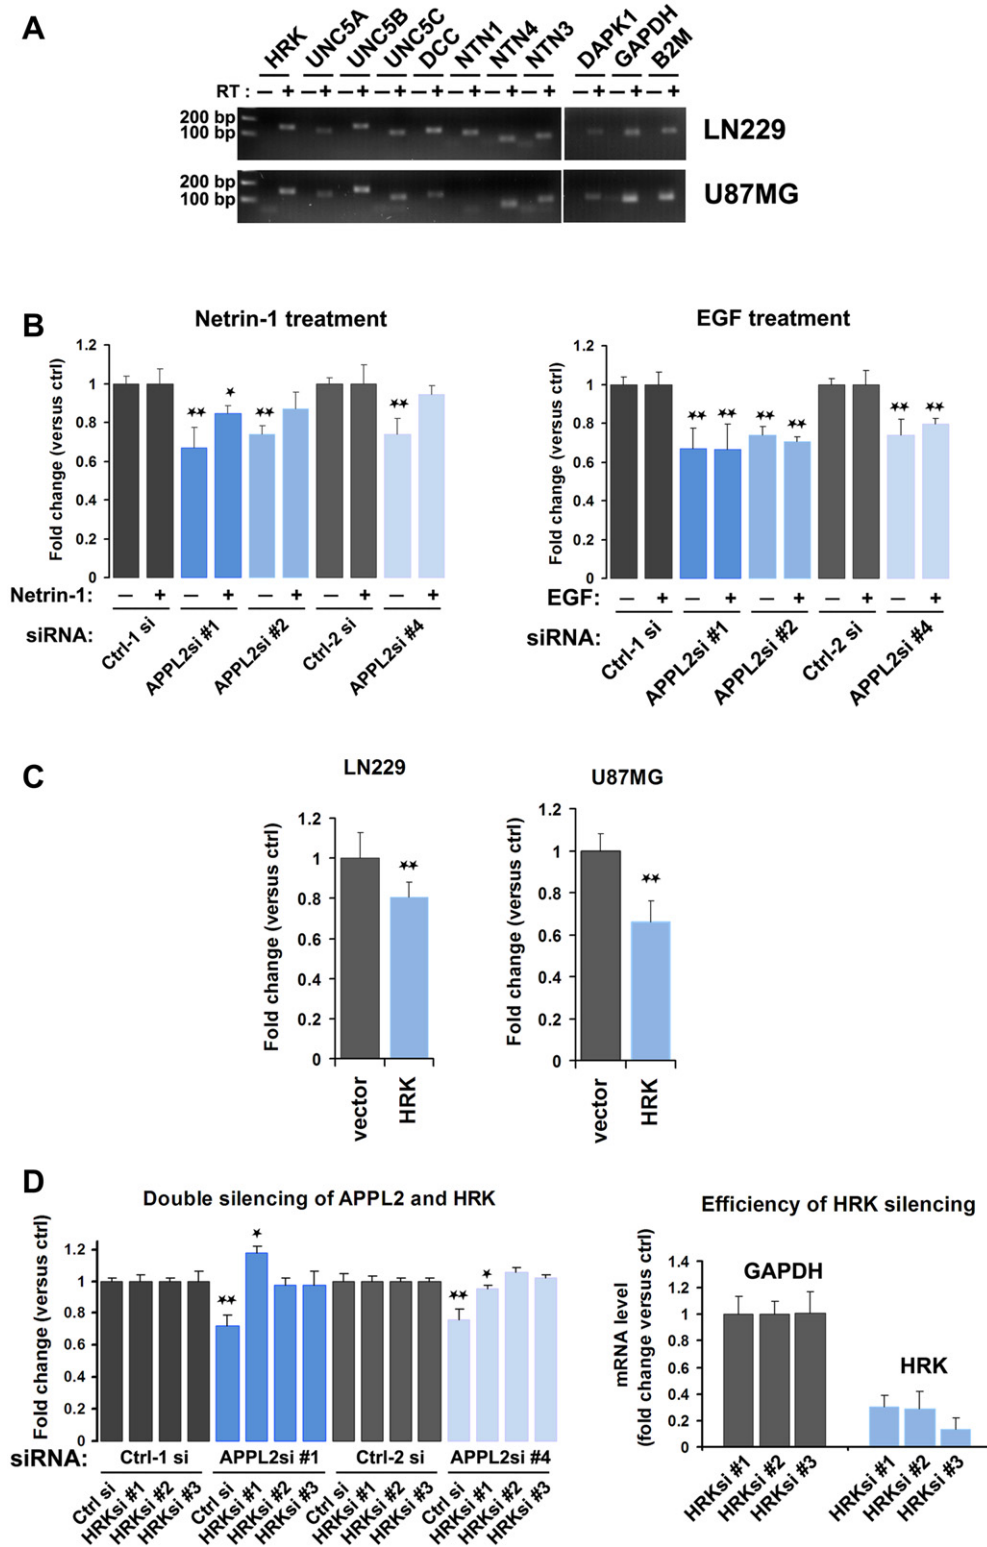 A
HRK UNC5A UNC5B UNC5C DCC NTN1 NTN4 NTN3 DAPK1 GAPDH B2M
RT : – + – + – + – + – + – + – + – + – + – + – +
200 bp
100 bp
LN229
200 bp
100 bp
U87MG
B
Netrin-1 treatment
Fold change (versus ctrl)
1.2
1
0.8
0.6
0.4
0.2
0
★★ ★ ★★ ★★
Netrin-1: – + – + – + – + – +
siRNA: Ctrl-1 si APPL2si #1 APPL2si #2 Ctrl-2 si APPL2si #4
EGF treatment
Fold change (versus ctrl)
1.2
1
0.8
0.6
0.4
0.2
0
★★ ★★ ★★ ★★ ★★ ★★
EGF: – + – + – + – + – +
siRNA: Ctrl-1 si APPL2si #1 APPL2si #2 Ctrl-2 si APPL2si #4
C
LN229
Fold change (versus ctrl)
1.2
1
0.8
0.6
0.4
0.2
0
★★
vector HRK
U87MG
Fold change (versus ctrl)
1.2
1
0.8
0.6
0.4
0.2
0
★★
vector HRK
D
Double silencing of APPL2 and HRK
Fold change (versus ctrl)
1.2
1
0.8
0.6
0.4
0.2
0
★★ ★ ★★ ★
siRNA: Ctrl-1 si APPL2si #1 Ctrl-2 si APPL2si #4
Ctrl si HRKsi #1 HRKsi #2 HRKsi #3 Ctrl si HRKsi #1 HRKsi #2 HRKsi #3 Ctrl si HRKsi #1 HRKsi #2 HRKsi #3 Ctrl si HRKsi #1 HRKsi #2 HRKsi #3
Efficiency of HRK silencing
mRNA level
(fold change versus ctrl)
1.4
1.2
1
0.8
0.6
0.4
0.2
0
GAPDH
HRK
HRKsi #1 HRKsi #2 HRKsi #3 HRKsi #1 HRKsi #2 HRKsi #3